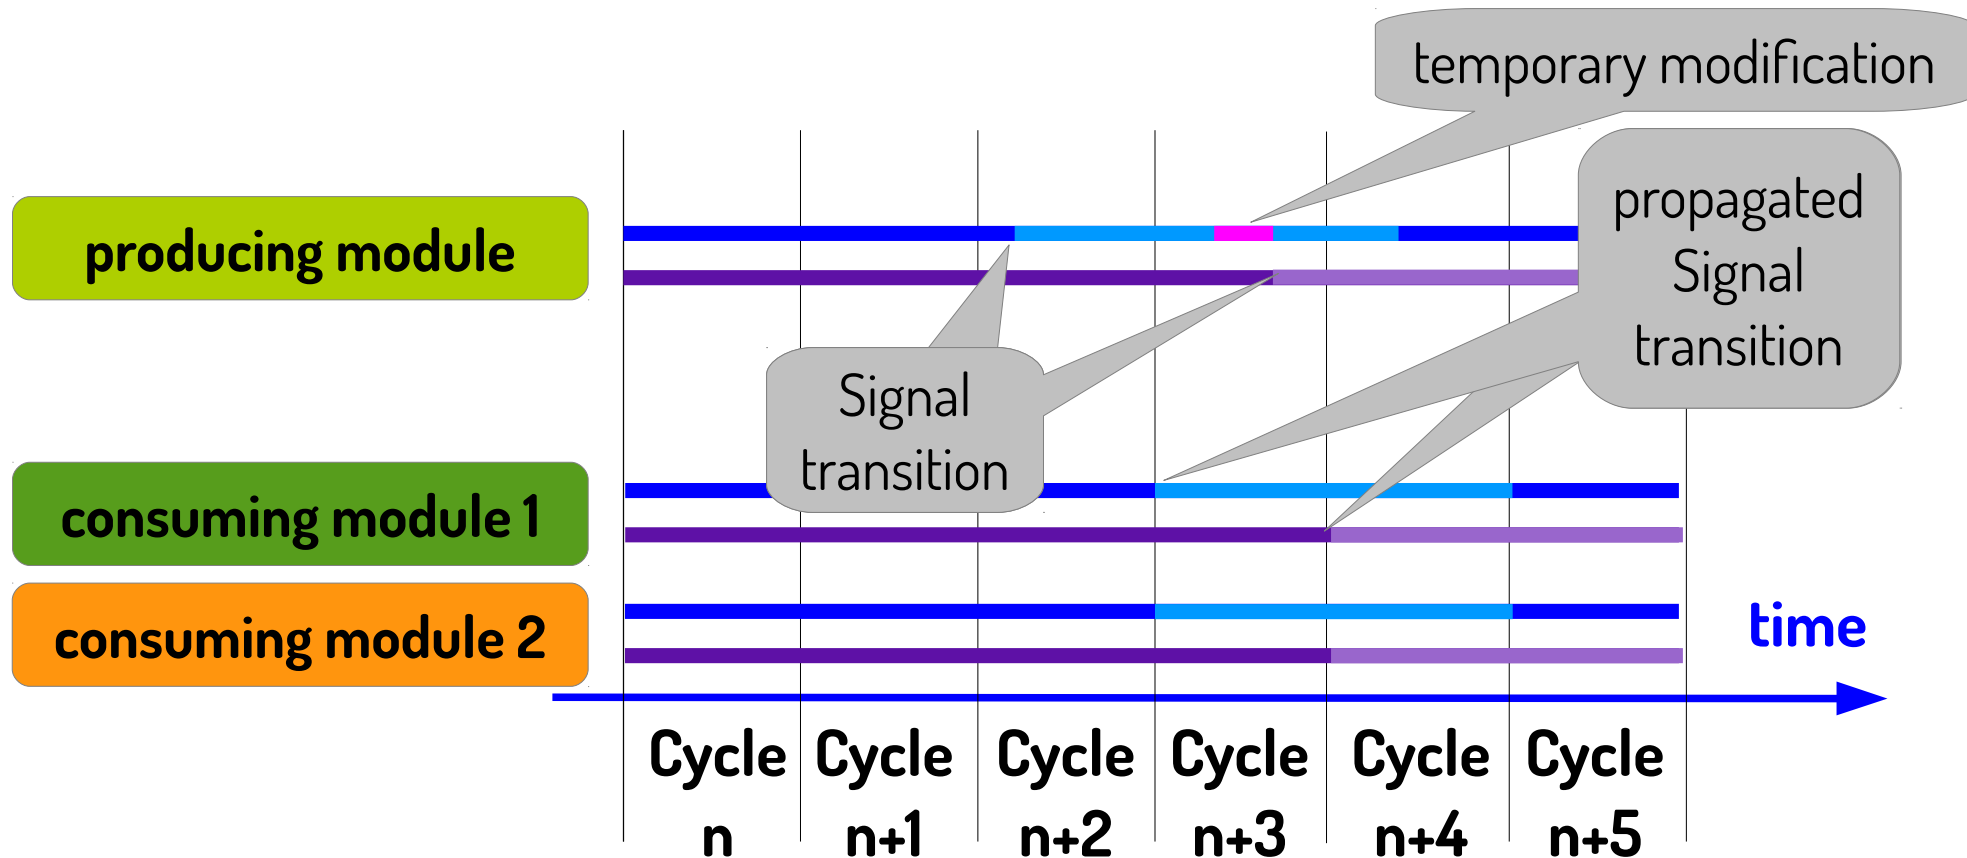 temporary modification
propagated
Signal
transition
producing module
Signal
transition
consuming module 1
consuming module 2
time
Cycle
n
Cycle
n+1
Cycle
n+2
Cycle
n+3
Cycle
n+4
Cycle
n+5